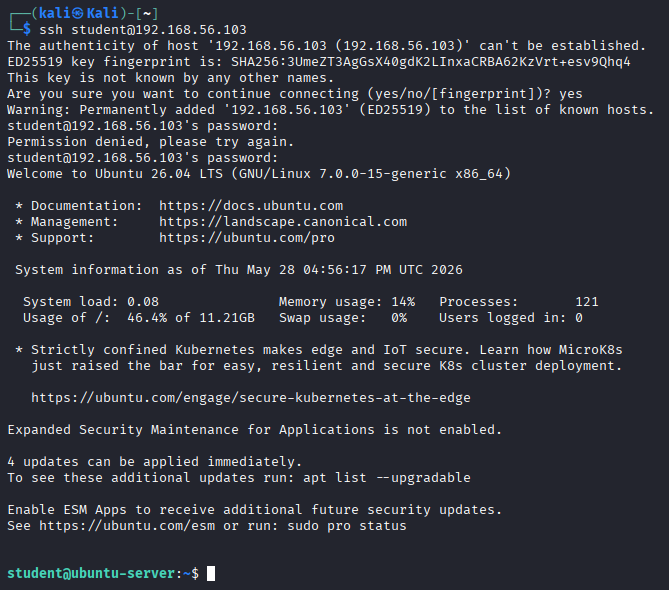 ┌──(kali㉿Kali)-[~]
└─$ ssh student@192.168.56.103
The authenticity of host '192.168.56.103 (192.168.56.103)' can't be established.
ED25519 key fingerprint is: SHA256:3UmeZT3AgGsX40gdK2LInxaCRBA62KzVrt+esv9Qhq4
This key is not known by any other names.
Are you sure you want to continue connecting (yes/no/[fingerprint])? yes
Warning: Permanently added '192.168.56.103' (ED25519) to the list of known hosts.
student@192.168.56.103's password:
Permission denied, please try again.
student@192.168.56.103's password:
Welcome to Ubuntu 26.04 LTS (GNU/Linux 7.0.0-15-generic x86_64)

 * Documentation:  https://docs.ubuntu.com
 * Management:     https://landscape.canonical.com
 * Support:        https://ubuntu.com/pro

 System information as of Thu May 28 04:56:17 PM UTC 2026

  System load: 0.08               Memory usage: 14%   Processes:       121
  Usage of /:  46.4% of 11.21GB   Swap usage:   0%    Users logged in: 0

 * Strictly confined Kubernetes makes edge and IoT secure. Learn how MicroK8s
   just raised the bar for easy, resilient and secure K8s cluster deployment.

   https://ubuntu.com/engage/secure-kubernetes-at-the-edge

Expanded Security Maintenance for Applications is not enabled.

4 updates can be applied immediately.
To see these additional updates run: apt list --upgradable

Enable ESM Apps to receive additional future security updates.
See https://ubuntu.com/esm or run: sudo pro status

student@ubuntu-server:~$